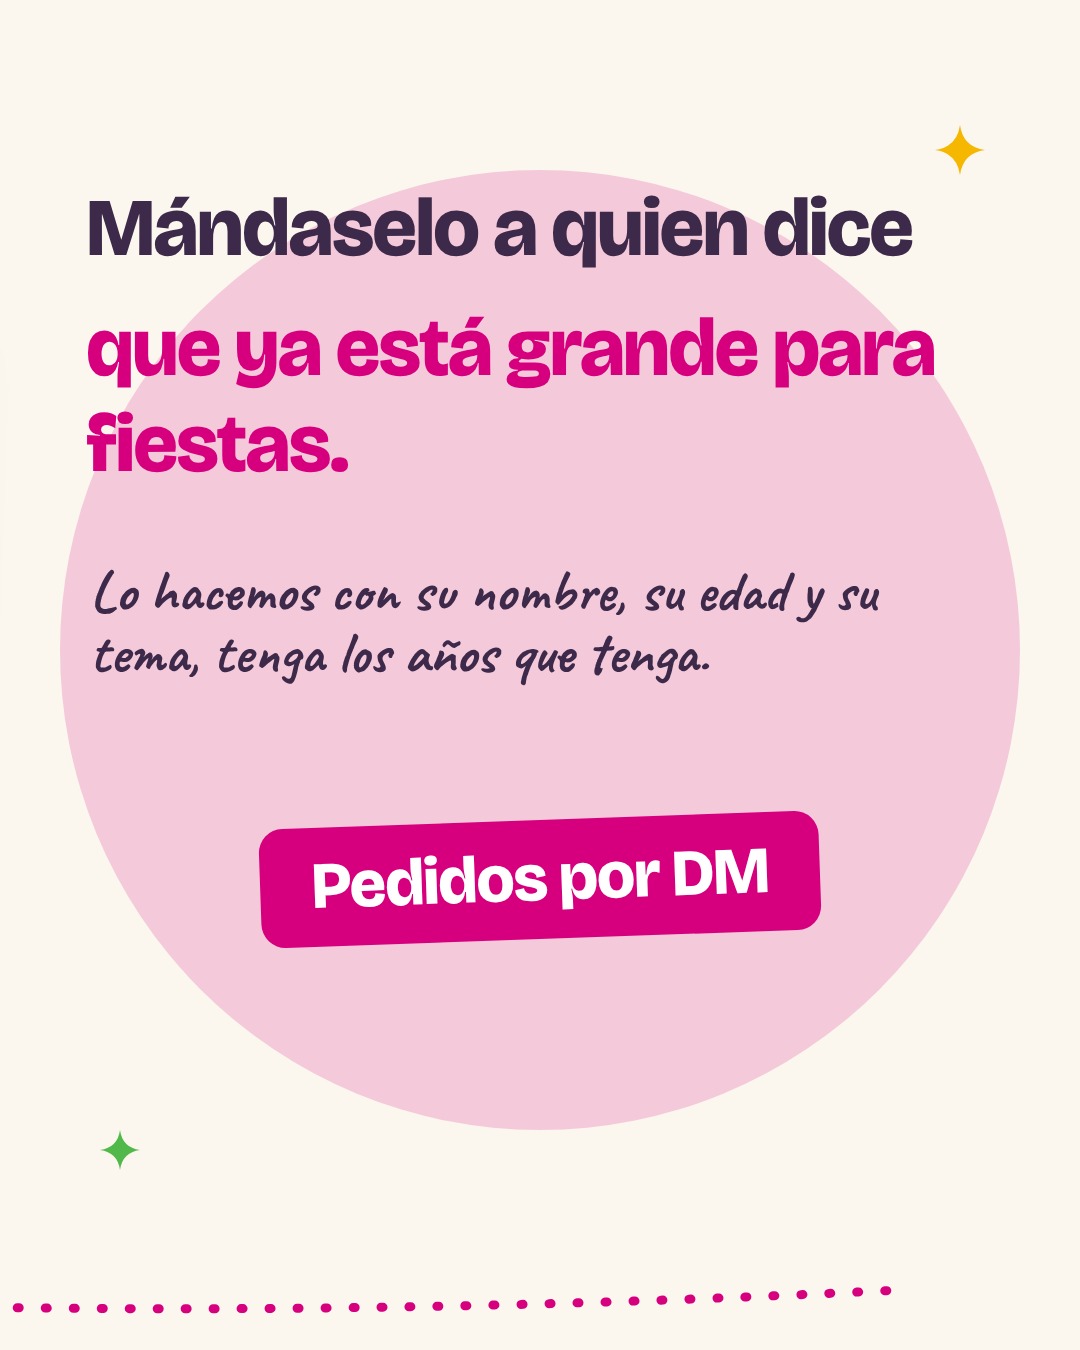 Mándaselo a quien dice
que ya está grande para
fiestas.
Lo hacemos con su nombre, su edad y su
tema, tenga los años que tenga.
Pedidos por DM